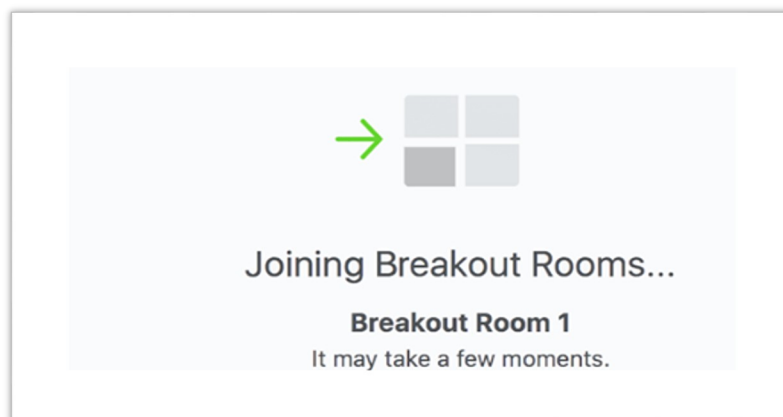 Joining Breakout Rooms...
Breakout Room 1
It may take a few moments.